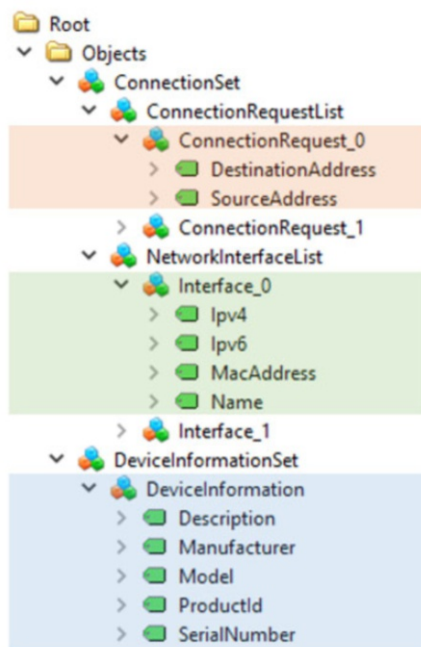 Root
Objects
ConnectionSet
ConnectionRequestList
ConnectionRequest_0
DestinationAddress
SourceAddress
ConnectionRequest_1
NetworkInterfaceList
Interface_0
Ipv4
Ipv6
MacAddress
Name
Interface_1
DeviceInformationSet
DeviceInformation
Description
Manufacturer
Model
ProductId
SerialNumber